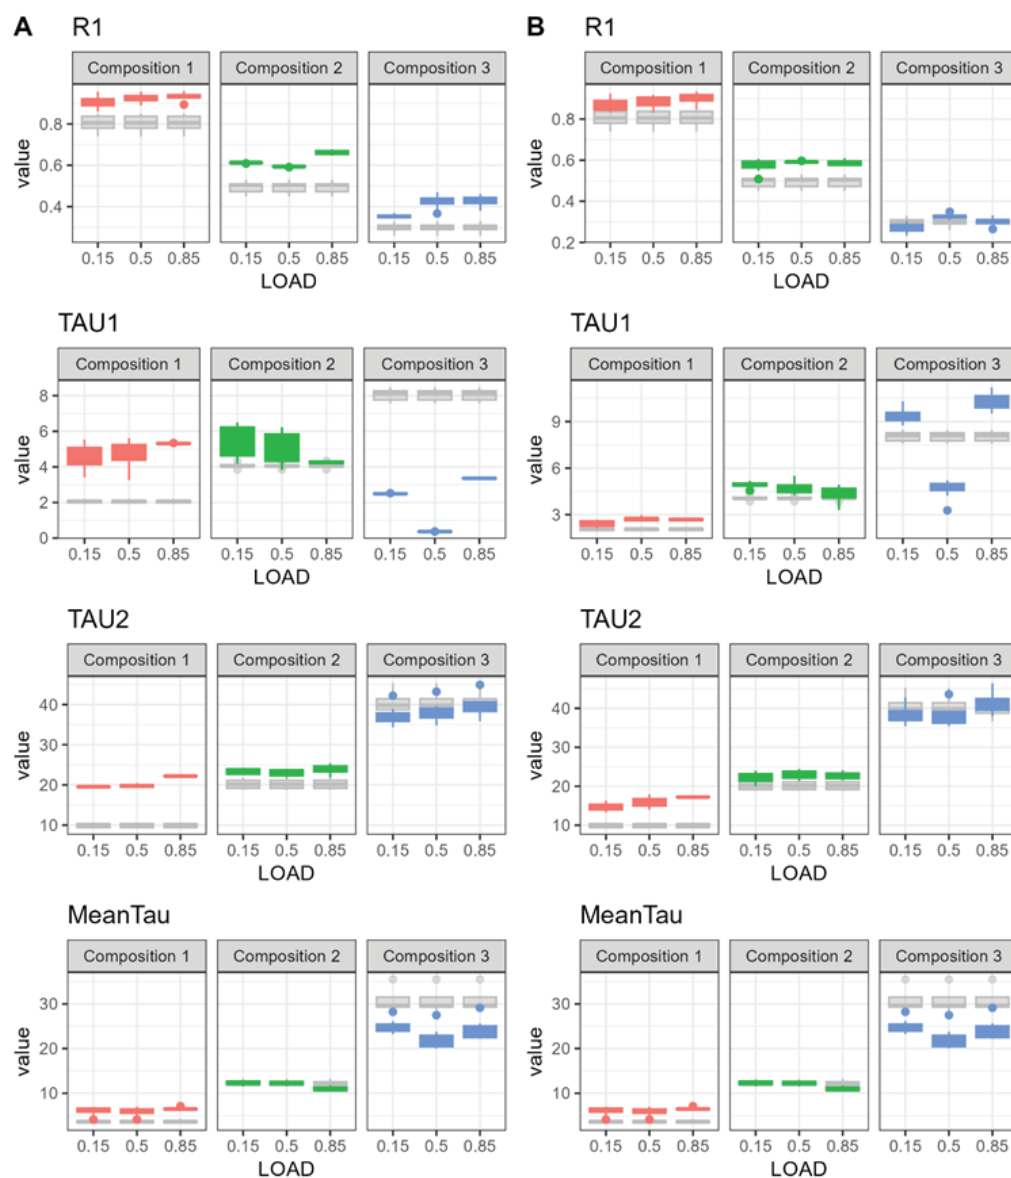 A R1 B R1
Composition 1 Composition 2 Composition 3 Composition 1 Composition 2 Composition 3
value 0.8 0.6 0.4 value 0.8 0.6 0.4 0.2
0.15 0.5 0.85 0.15 0.5 0.85 0.15 0.5 0.85 0.15 0.5 0.85 0.15 0.5 0.85 0.15 0.5 0.85
LOAD LOAD
TAU1 TAU1
Composition 1 Composition 2 Composition 3 Composition 1 Composition 2 Composition 3
value 8 6 4 2 0 value 9 6 3
0.15 0.5 0.85 0.15 0.5 0.85 0.15 0.5 0.85 0.15 0.5 0.85 0.15 0.5 0.85 0.15 0.5 0.85
LOAD LOAD
TAU2 TAU2
Composition 1 Composition 2 Composition 3 Composition 1 Composition 2 Composition 3
value 40 30 20 10 value 40 30 20 10
0.15 0.5 0.85 0.15 0.5 0.85 0.15 0.5 0.85 0.15 0.5 0.85 0.15 0.5 0.85 0.15 0.5 0.85
LOAD LOAD
MeanTau MeanTau
Composition 1 Composition 2 Composition 3 Composition 1 Composition 2 Composition 3
value 30 20 10 value 30 20 10
0.15 0.5 0.85 0.15 0.5 0.85 0.15 0.5 0.85 0.15 0.5 0.85 0.15 0.5 0.85 0.15 0.5 0.85
LOAD LOAD